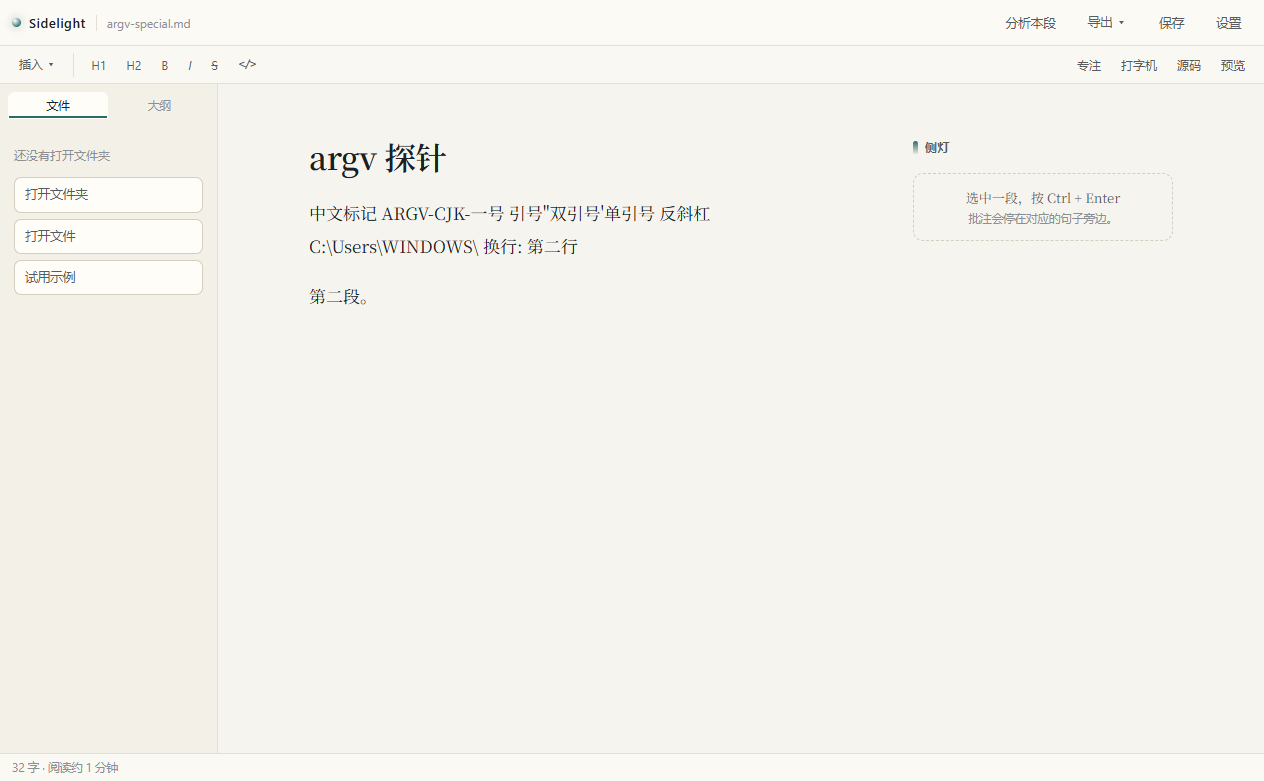 Sidelight argv-special.md 分析本段 导出 保存 设置
插入 H1 H2 B I S </> 专注 打字机 源码 预览
文件 大纲
还没有打开文件夹
打开文件夹
打开文件
试用示例
argv 探针
中文标记 ARGV-CJK-一号 引号"双引号'单引号 反斜杠
C:\Users\WINDOWS\ 换行: 第二行
第二段。
侧灯
选中一段，按 Ctrl + Enter
批注会停在对应的句子旁边。
32 字 · 阅读约 1 分钟